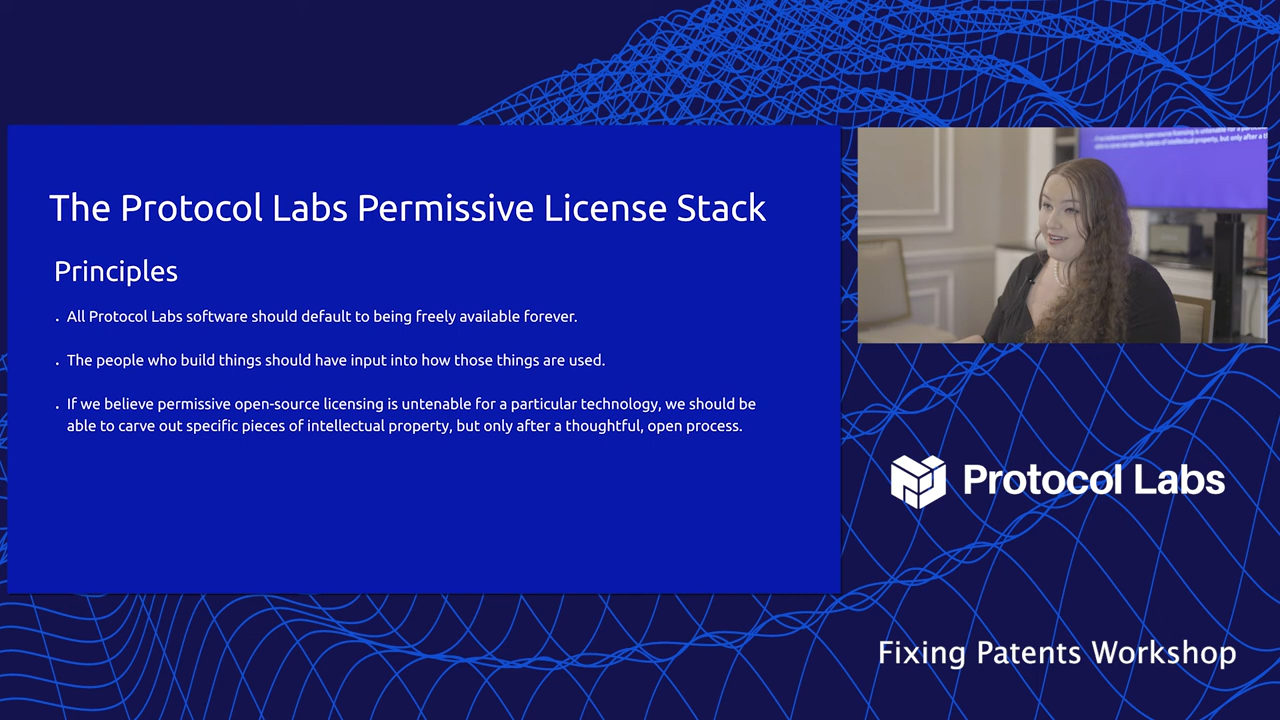 The Protocol Labs Permissive License Stack
Principles
. All Protocol Labs software should default to being freely available forever.
. The people who build things should have input into how those things are used.
. If we believe permissive open-source licensing is untenable for a particular technology, we should be
able to carve out specific pieces of intellectual property, but only after a thoughtful, open process.
Protocol Labs
Fixing Patents Workshop